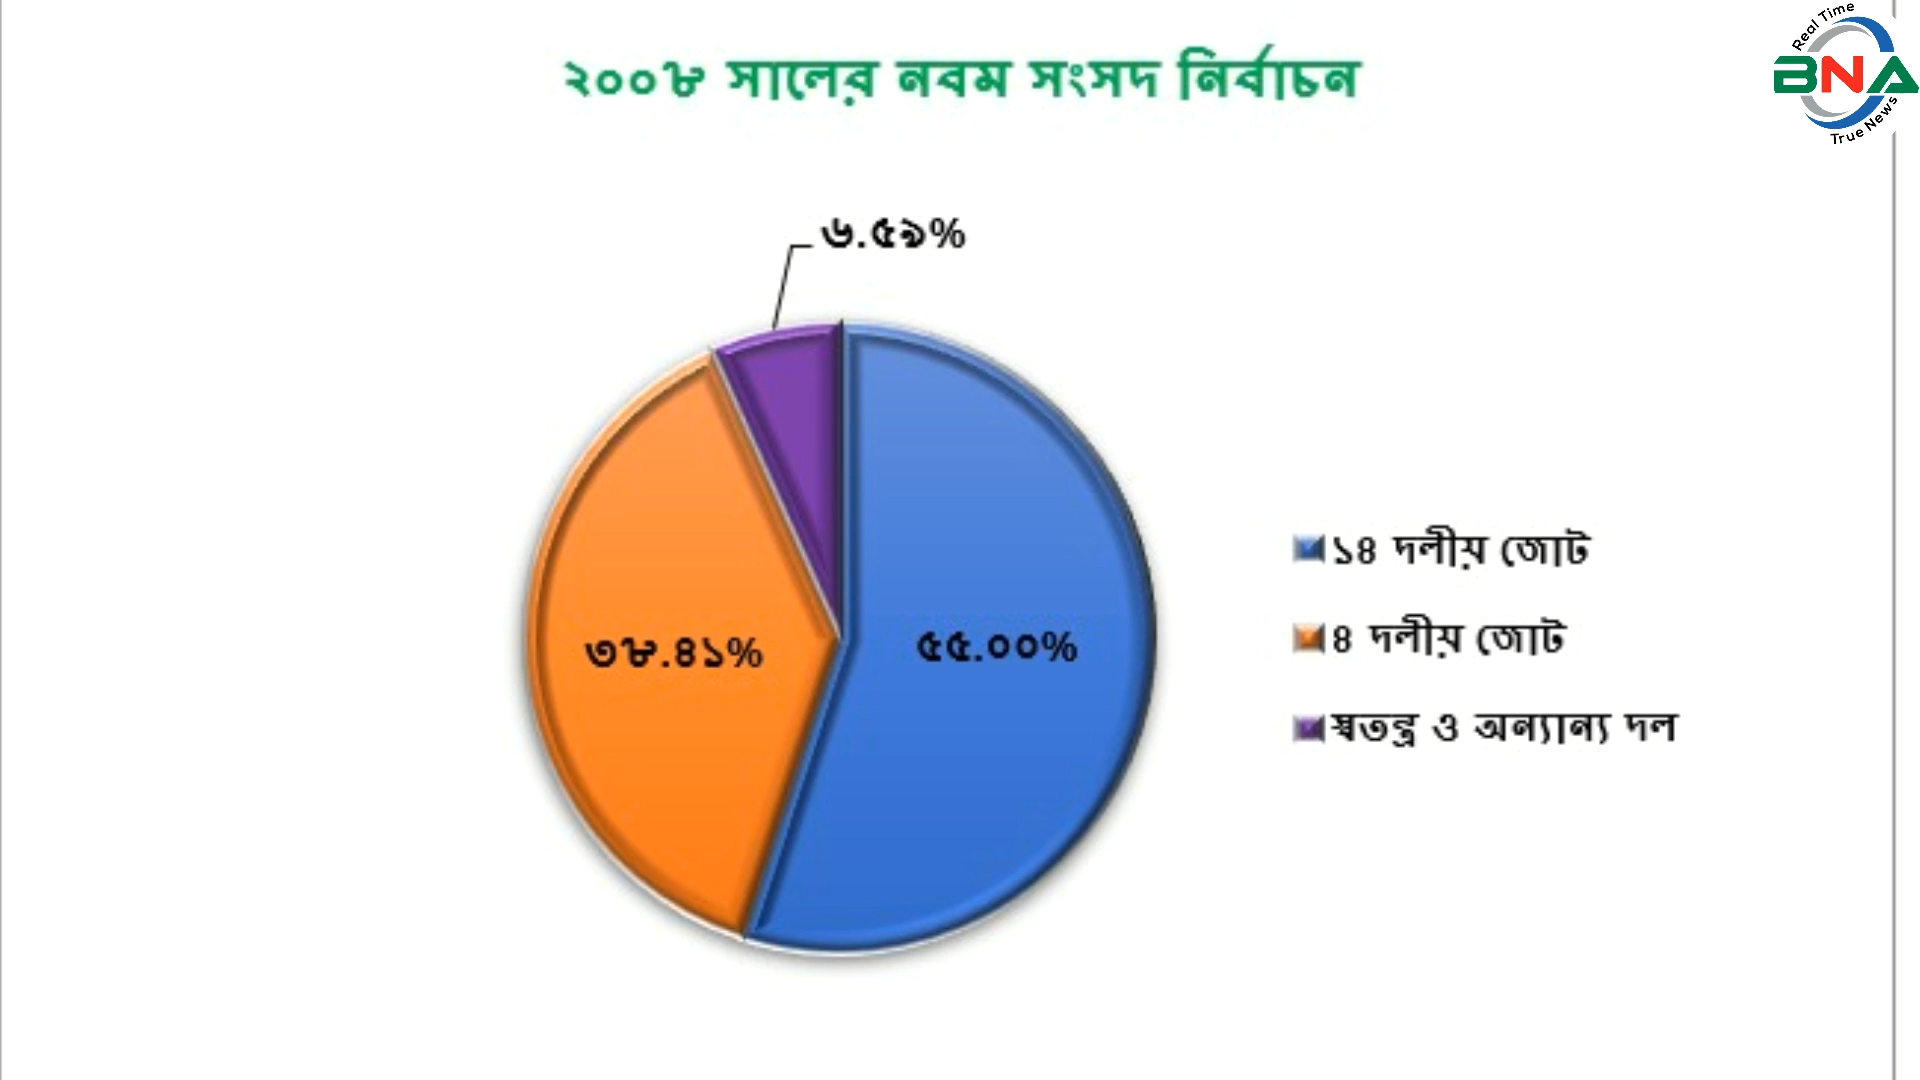 ২০০৮ সালের নবম সংসদ নির্বাচন
Real Time
BNA
True News
৬.৫৯%
৩৮.৪১%
৫৫.০০%
১৪ দলীয় জোট
৪ দলীয় জোট
স্বতন্ত্র ও অন্যান্য দল